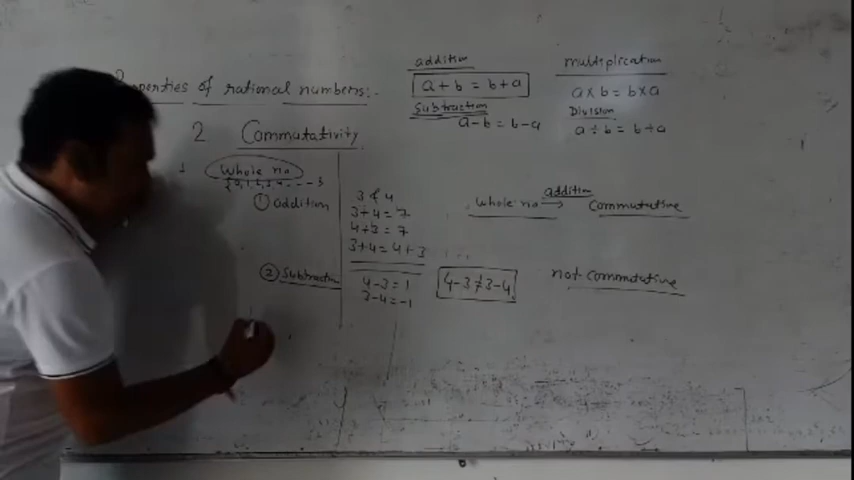 Properties of rational numbers:-
addition
a + b = b + a
Subtraction
a - b = b - a
multiplication
a × b = b × a
Division
a ÷ b = b ÷ a
2 Commutativity
1 Whole no
{0, 1, 2, 3, 4 - - - - }
① addition
3 & 4
3+4 = 7
4+3 = 7
3+4 = 4+3
Whole no addition → Commutative
② Subtraction
4-3 = 1
3-4 = -1
4-3 ≠ 3-4
not commutative